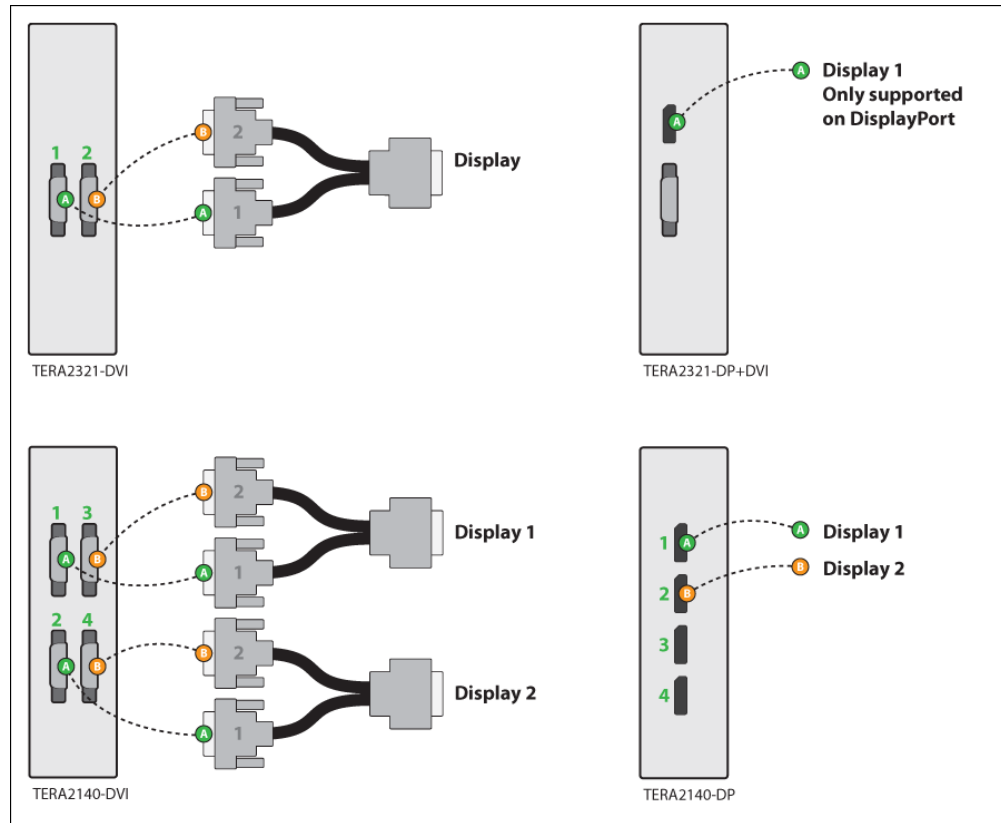 1 2
A
B
B
2
A
1
Display
TERA2321-DVI
A
A
Display 1
Only supported
on DisplayPort
TERA2321-DP+DVI
1 3
A
B
B
2
A
1
Display 1
2 4
A
B
B
2
A
1
Display 2
TERA2140-DVI
1
A
A
Display 1
2
B
B
Display 2
3
4
TERA2140-DP